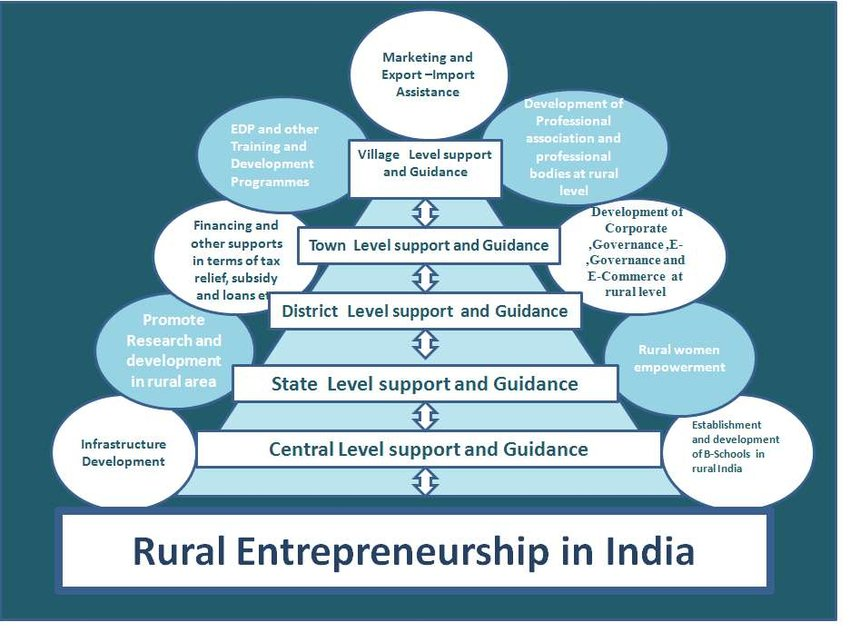 Marketing and
Export –Import
Assistance
EDP and other
Training and
Development
Programmes
Development of
Professional
association and
professional
bodies at rural
level
Village Level support
and Guidance
Financing and
other supports
in terms of tax
relief, subsidy
and loans et
Town Level support and Guidance
Development of
Corporate
,Governance ,E-
,Governance and
E-Commerce at
rural level
District Level support and Guidance
Promote
Research and
development
in rural area
Rural women
empowerment
State Level support and Guidance
Infrastructure
Development
Central Level support and Guidance
Establishment
and development
of B-Schools in
rural India
Rural Entrepreneurship in India